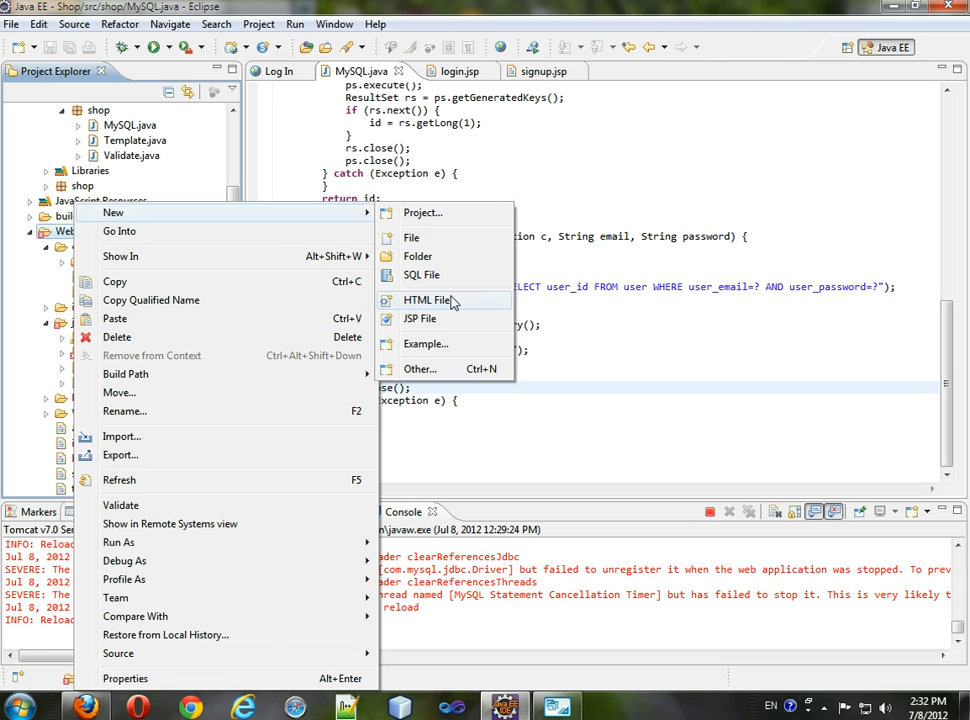 Java EE - Shop/src/shop/MySQL.java - Eclipse
File Edit Source Refactor Navigate Search Project Run Window Help
Java EE
Project Explorer
Log In MySQL.java login.jsp signup.jsp
shop
MySQL.java
Template.java
Validate.java
Libraries
shop
JavaScript Resources
ps.execute();
ResultSet rs = ps.getGeneratedKeys();
if (rs.next()) {
id = rs.getLong(1);
}
rs.close();
ps.close();
} catch (Exception e) {
}
return id;
ion c, String email, String password) {
ELECT user_id FROM user WHERE user_email=? AND user_password=?");
ry();
");
ose();
Exception e) {
New
Go Into
Show In Alt+Shift+W
Copy Ctrl+C
Copy Qualified Name
Paste Ctrl+V
Delete Delete
Remove from Context Ctrl+Alt+Shift+Down
Build Path
Move...
Rename... F2
Import...
Export...
Refresh F5
Validate
Show in Remote Systems view
Run As
Debug As
Profile As
Team
Compare With
Restore from Local History...
Source
Properties Alt+Enter
Project...
File
Folder
SQL File
HTML File
JSP File
Example...
Other... Ctrl+N
Markers
Console
Tomcat v7.0 Ser
n\javaw.exe (Jul 8, 2012 12:29:24 PM)
INFO: Reload
Jul 8, 2012 ader clearReferencesJdbc
SEVERE: The [com.mysql.jdbc.Driver] but failed to unregister it when the web application was stopped. To prev
Jul 8, 2012 ader clearReferencesThreads
SEVERE: The hread named [MySQL Statement Cancellation Timer] but has failed to stop it. This is very likely t
Jul 8, 2012 reload
INFO: Reloa
EN
2:32 PM
7/8/2012